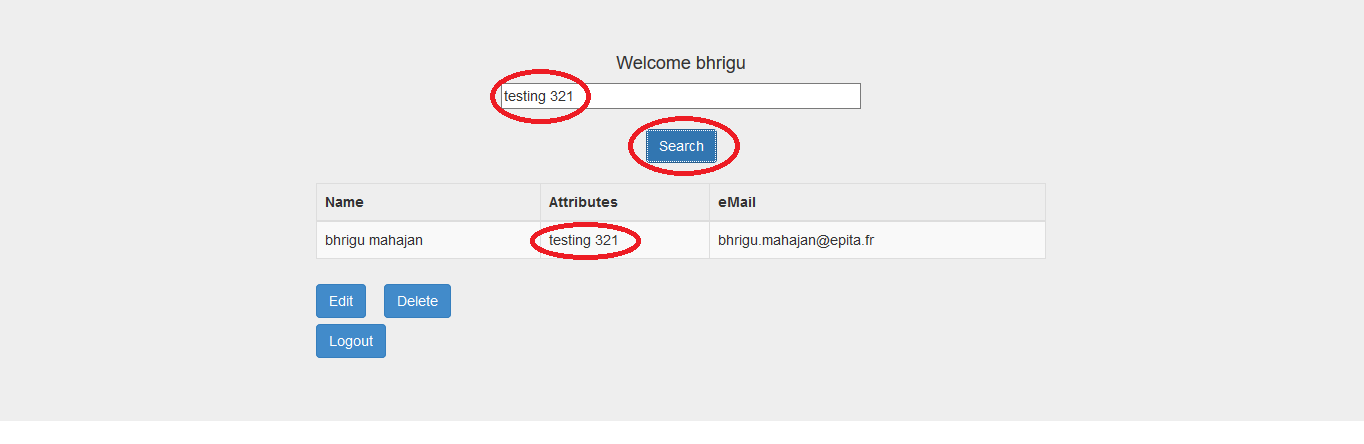 Welcome bhrigu
testing 321
Search
Name Attributes eMail
bhrigu mahajan testing 321 bhrigu.mahajan@epita.fr
Edit Delete
Logout